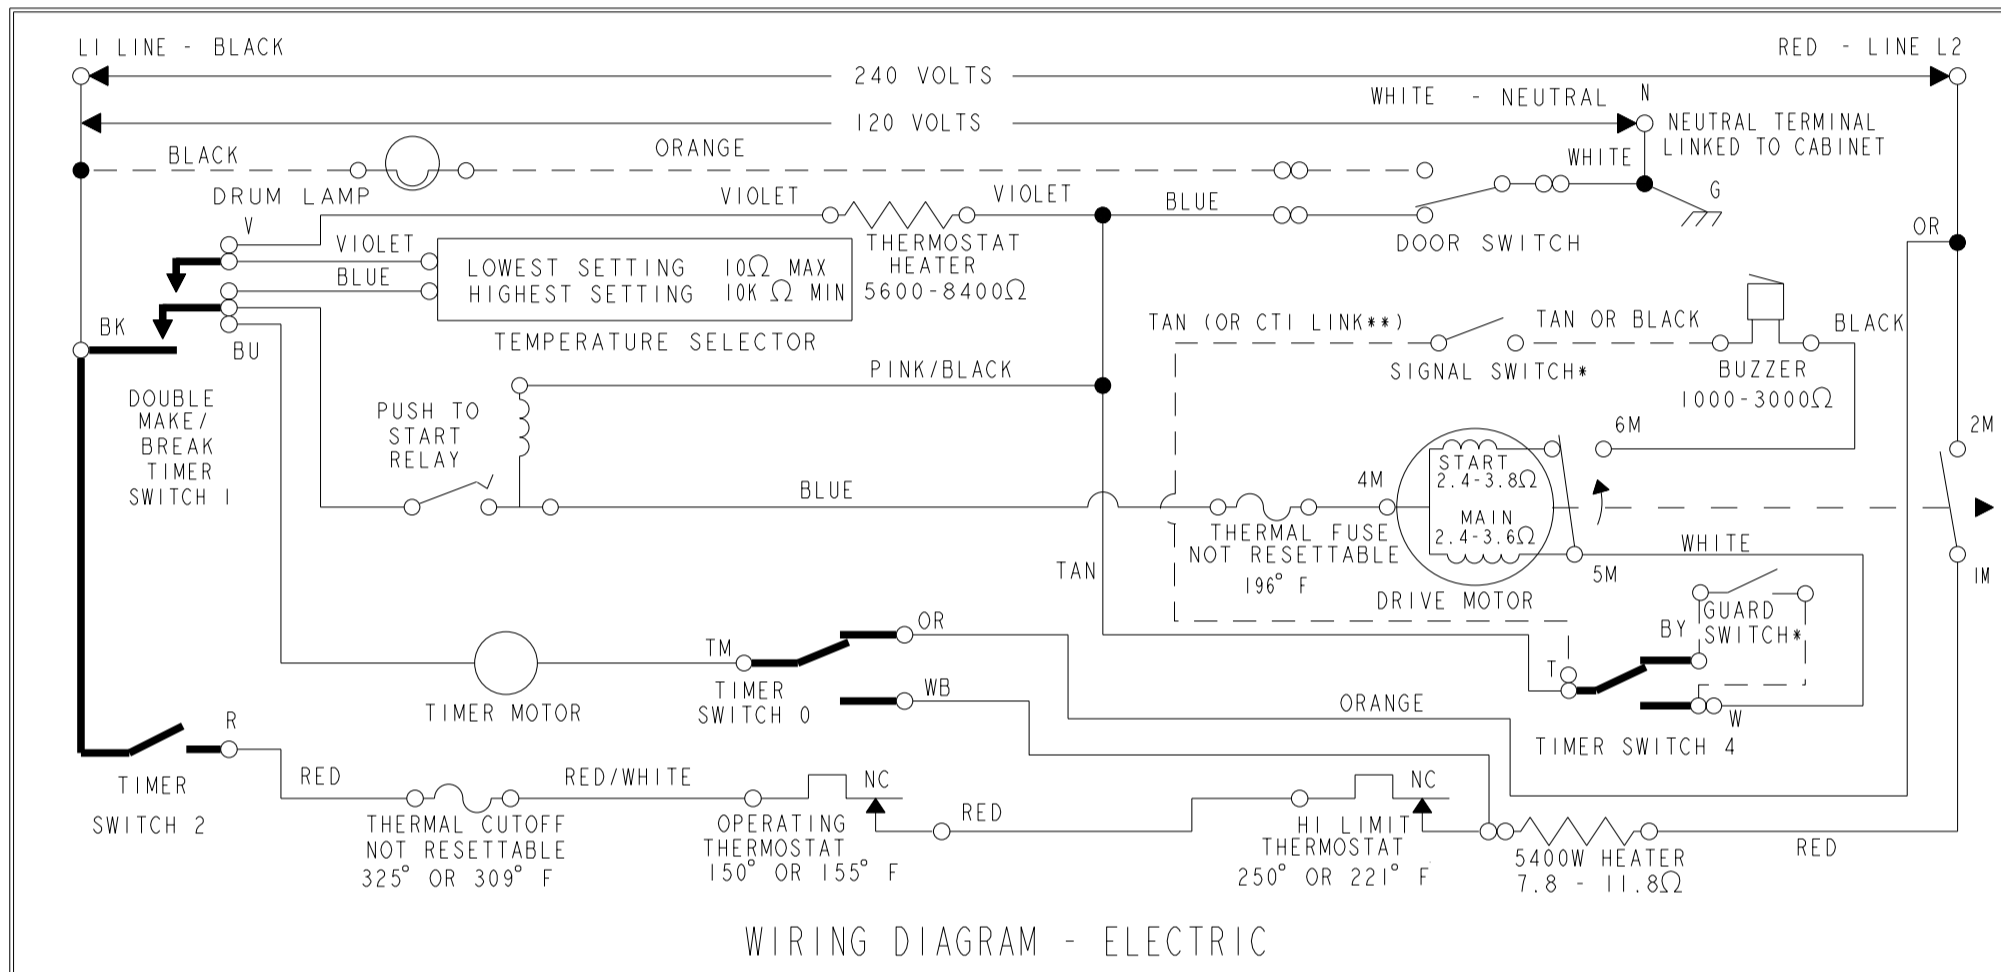 LI LINE - BLACK
RED - LINE L2
240 VOLTS
WHITE - NEUTRAL
N
120 VOLTS
NEUTRAL TERMINAL
LINKED TO CABINET
BLACK
ORANGE
WHITE
DRUM LAMP
VIOLET
VIOLET
BLUE
G
V
VIOLET
THERMOSTAT
HEATER
5600-8400Ω
DOOR SWITCH
OR
LOWEST SETTING 10Ω MAX
HIGHEST SETTING 10K Ω MIN
BLUE
TEMPERATURE SELECTOR
BK
BU
TAN (OR CTI LINK**)
TAN OR BLACK
BLACK
SIGNAL SWITCH*
BUZZER
1000-3000Ω
PINK/BLACK
DOUBLE
MAKE/
BREAK
TIMER
SWITCH 1
PUSH TO
START
RELAY
6M
2M
BLUE
4M
START
2.4-3.8Ω
MAIN
2.4-3.6Ω
THERMAL FUSE
NOT RESETTABLE
196° F
WHITE
TAN
5M
1M
DRIVE MOTOR
GUARD
SWITCH*
BY
OR
TM
TIMER MOTOR
TIMER
SWITCH 0
WB
ORANGE
T
W
TIMER SWITCH 4
R
TIMER
SWITCH 2
RED
RED/WHITE
NC
RED
NC
THERMAL CUTOFF
NOT RESETTABLE
325° OR 309° F
OPERATING
THERMOSTAT
150° OR 155° F
HI LIMIT
THERMOSTAT
250° OR 221° F
5400W HEATER
7.8 - 11.8Ω
RED
WIRING DIAGRAM - ELECTRIC